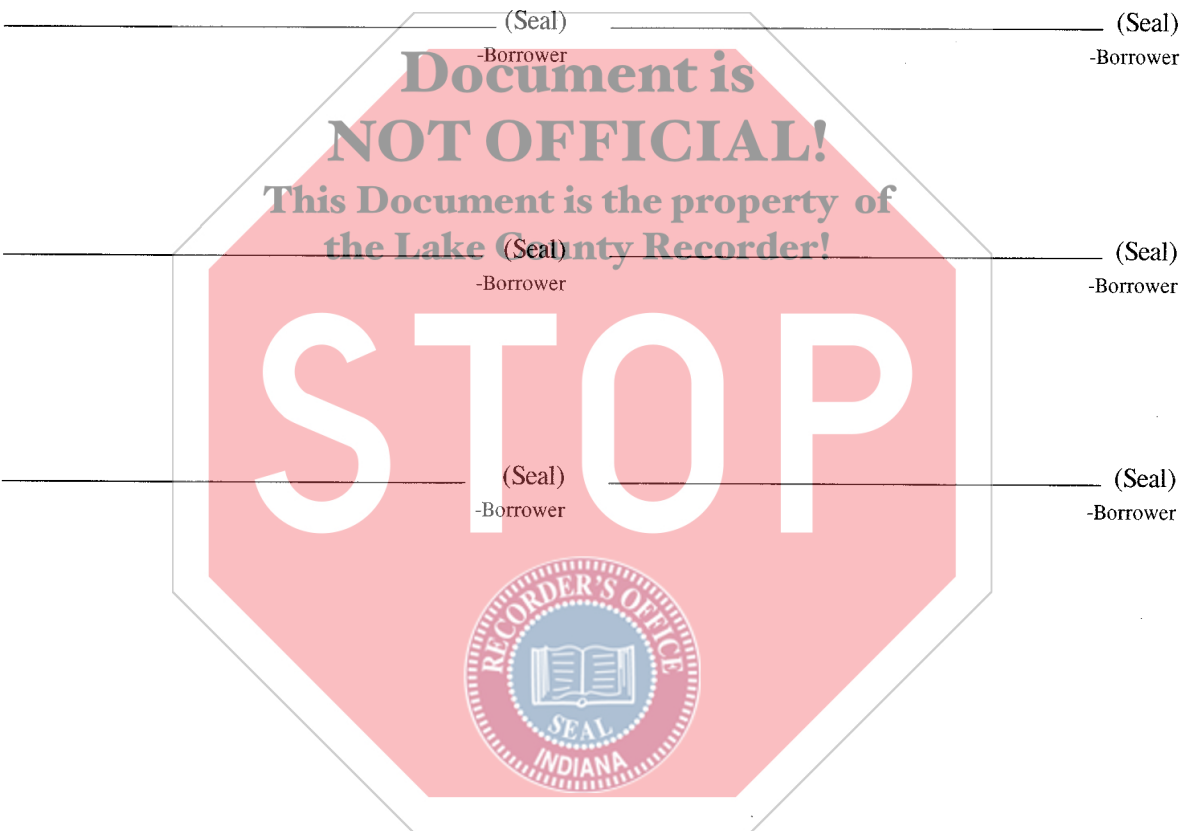 (Seal) (Seal)
-Borrower -Borrower
Document is
NOT OFFICIAL!
This Document is the property of
the Lake County Recorder!
(Seal) (Seal)
-Borrower -Borrower
STOP
(Seal) (Seal)
-Borrower -Borrower
RECORDER'S OFFICE
SEAL
INDIANA